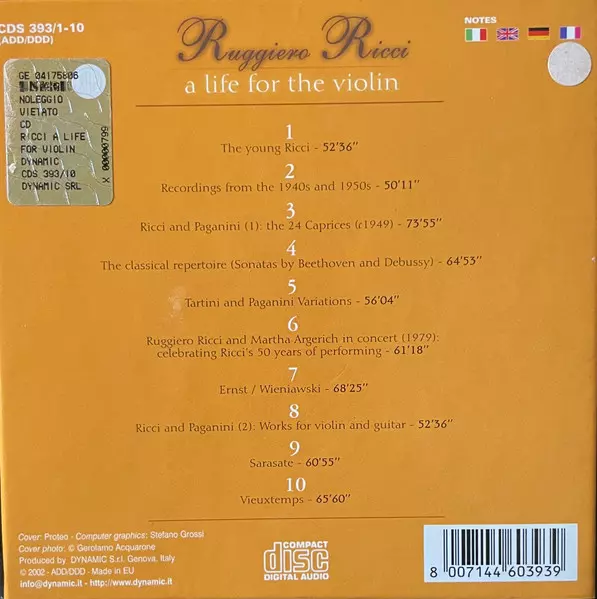 CDS 393/1-10
(ADD/DDD)
NOTES
Ruggiero Ricci
a life for the violin
GE 04175806
NOLEGGIO
VIETATO
CD
RICCI A LIFE
FOR VIOLIN
DYNAMIC
CDS 393/10
DYNAMIC SRL
X 00000799
1
The young Ricci - 52'36"
2
Recordings from the 1940s and 1950s - 50'11"
3
Ricci and Paganini (1): the 24 Caprices (c1949) - 73'55"
4
The classical repertoire (Sonatas by Beethoven and Debussy) - 64'53"
5
Tartini and Paganini Variations - 56'04"
6
Ruggiero Ricci and Martha Argerich in concert (1979):
celebrating Ricci's 50 years of performing - 61'18"
7
Ernst / Wieniawski - 68'25"
8
Ricci and Paganini (2): Works for violin and guitar - 52'36"
9
Sarasate - 60'55"
10
Vieuxtemps - 65'60"
Cover: Proteo - Computer graphics: Stefano Grossi
Cover photo: © Gerolamo Acquarone
Produced by DYNAMIC S.r.l. Genova, Italy
© 2002 - ADD/DDD - Made in EU
info@dynamic.it - http://www.dynamic.it
COMPACT
disc
DIGITAL AUDIO
8 007144 603939